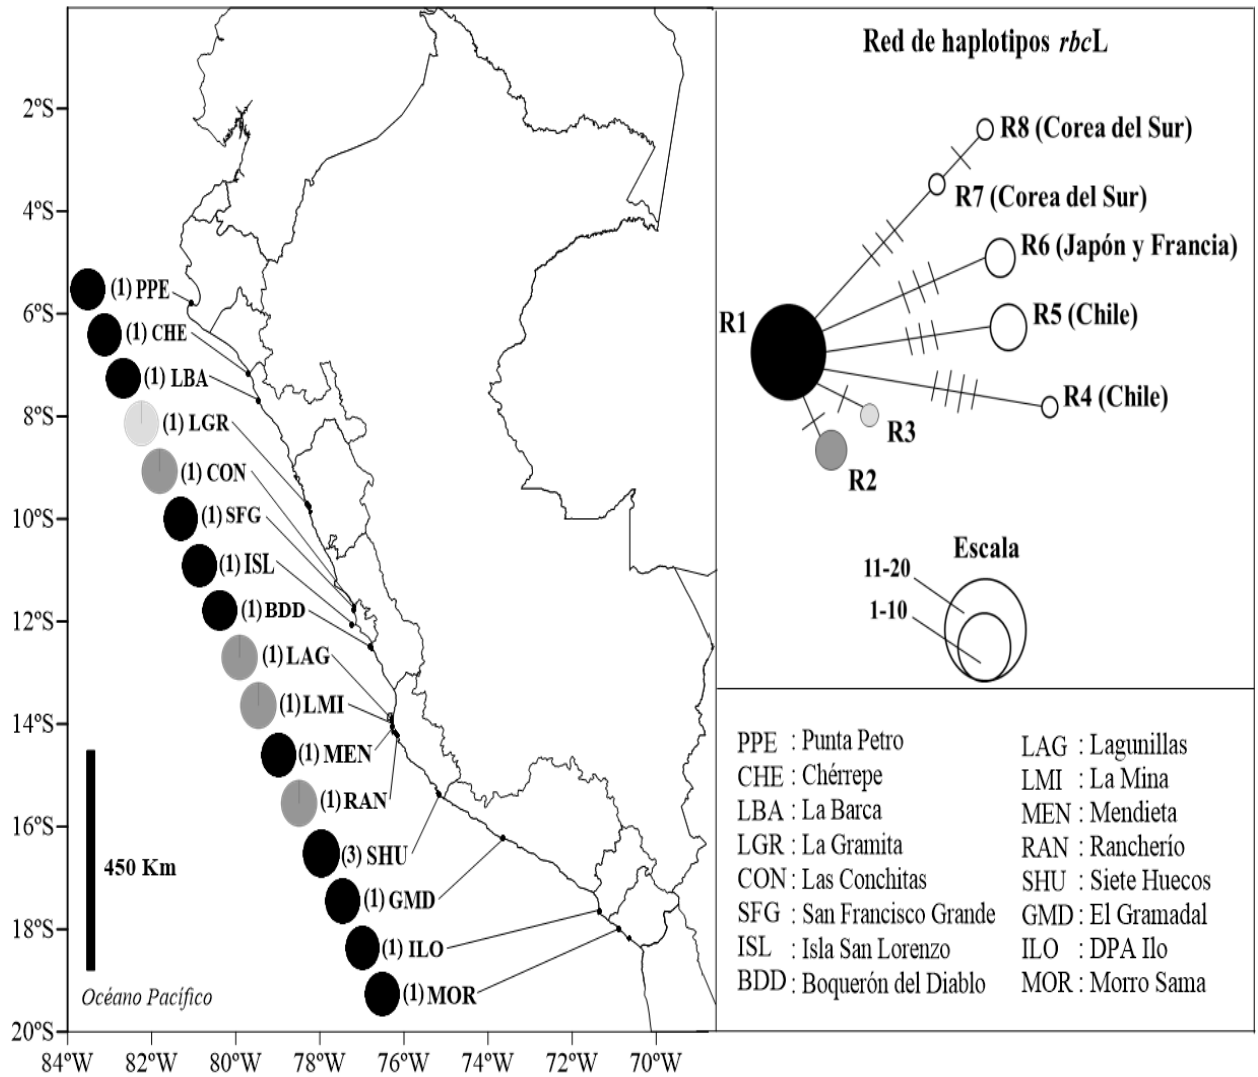 2ºS
4ºS
6ºS
8ºS
10ºS
12ºS
14ºS
16ºS
18ºS
20ºS
84ºW
82ºW
80ºW
78ºW
76ºW
74ºW
72ºW
70ºW
(1) PPE
(1) CHE
(1) LBA
(1) LGR
(1) CON
(1) SFG
(1) ISL
(1) BDD
(1) LAG
(1) LMI
(1) MEN
(1) RAN
(3) SHU
(1) GMD
(1) ILO
(1) MOR
450 Km
Océano Pacífico
Red de haplotipos rbcL
R8 (Corea del Sur)
R7 (Corea del Sur)
R6 (Japón y Francia)
R5 (Chile)
R1
R4 (Chile)
R3
R2
Escala
11-20
1-10
PPE : Punta Petro
CHE : Chérrepe
LBA : La Barca
LGR : La Gramita
CON : Las Conchitas
SFG : San Francisco Grande
ISL : Isla San Lorenzo
BDD : Boquerón del Diablo
LAG : Lagunillas
LMI : La Mina
MEN : Mendieta
RAN : Rancherío
SHU : Siete Huecos
GMD : El Gramadal
ILO : DPA Ilo
MOR : Morro Sama